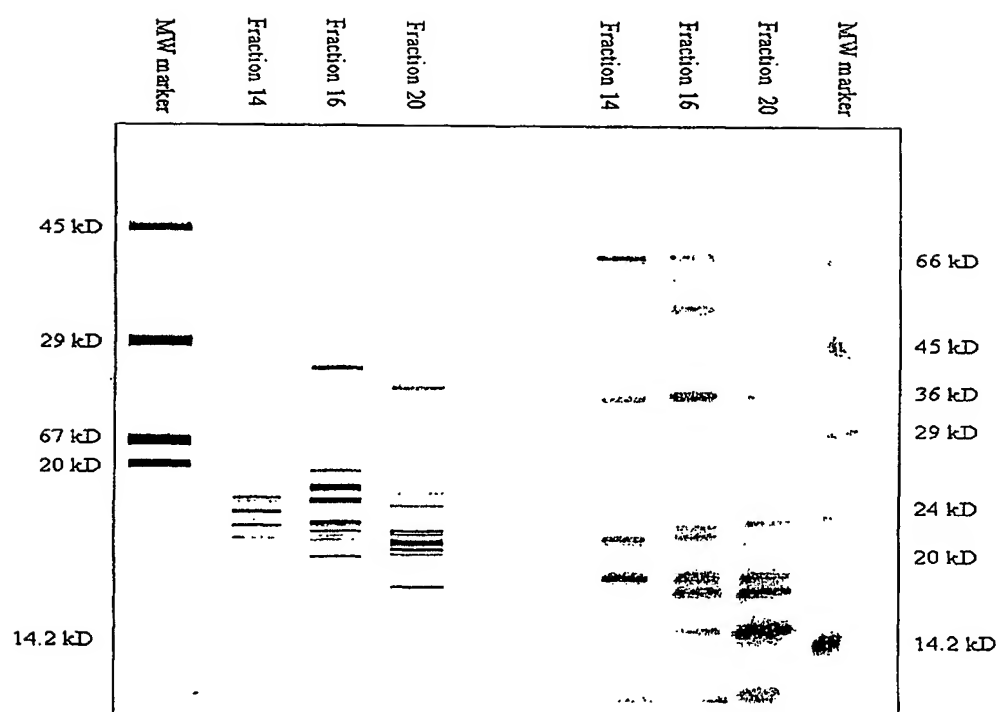 MW marker
Fraction 14
Fraction 16
Fraction 20
Fraction 14
Fraction 16
Fraction 20
MW marker
45 kD
29 kD
67 kD
20 kD
14.2 kD
66 kD
45 kD
36 kD
29 kD
24 kD
20 kD
14.2 kD